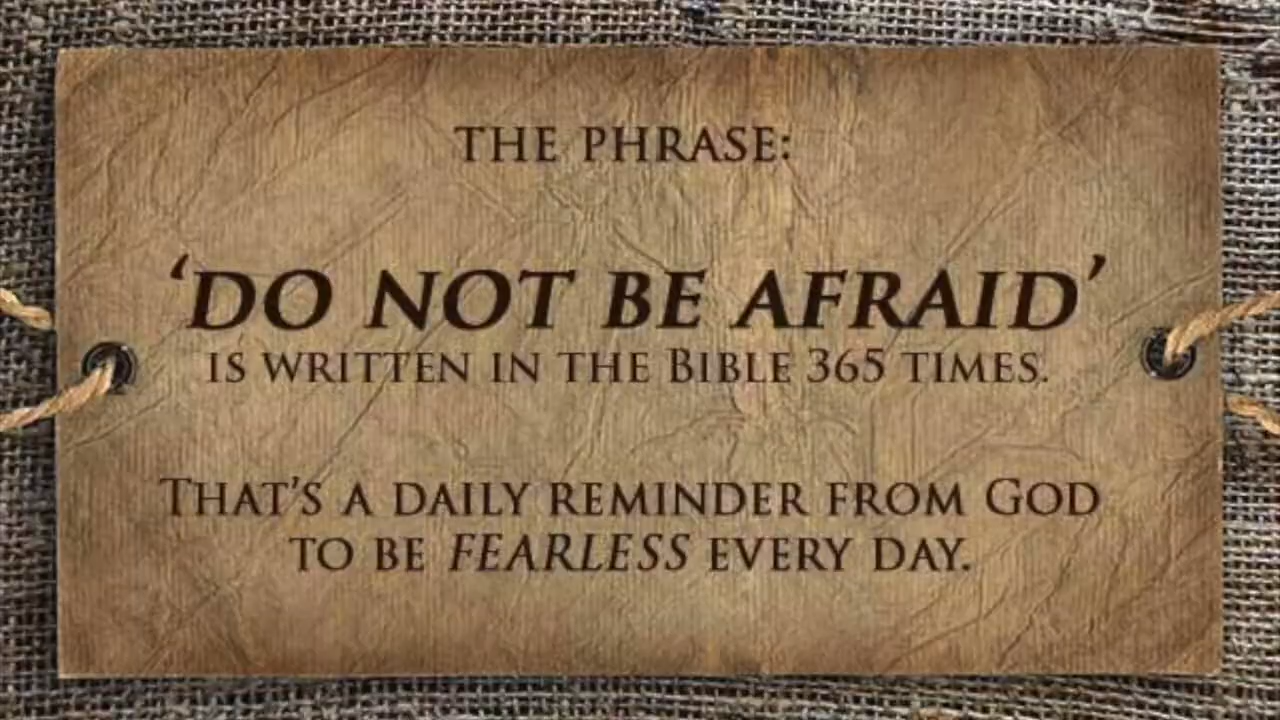 THE PHRASE:
‘DO NOT BE AFRAID’
IS WRITTEN IN THE BIBLE 365 TIMES.
THAT’S A DAILY REMINDER FROM GOD
TO BE FEARLESS EVERY DAY.